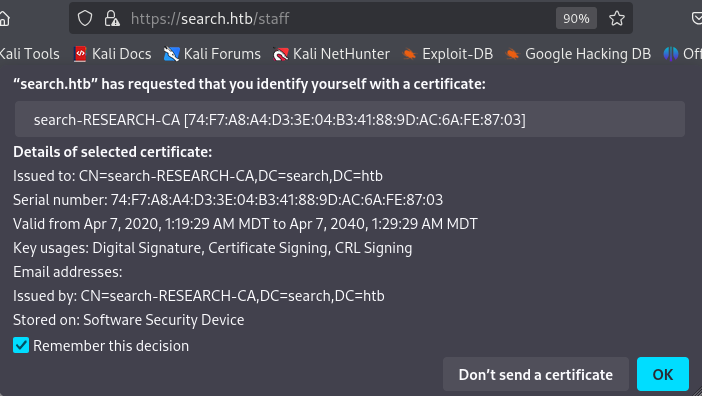 https://search.htb/staff 90%
Kali Tools Kali Docs Kali Forums Kali NetHunter Exploit-DB Google Hacking DB Of
“search.htb” has requested that you identify yourself with a certificate:
search-RESEARCH-CA [74:F7:A8:A4:D3:3E:04:B3:41:88:9D:AC:6A:FE:87:03]
Details of selected certificate:
Issued to: CN=search-RESEARCH-CA,DC=search,DC=htb
Serial number: 74:F7:A8:A4:D3:3E:04:B3:41:88:9D:AC:6A:FE:87:03
Valid from Apr 7, 2020, 1:19:29 AM MDT to Apr 7, 2040, 1:29:29 AM MDT
Key usages: Digital Signature, Certificate Signing, CRL Signing
Email addresses:
Issued by: CN=search-RESEARCH-CA,DC=search,DC=htb
Stored on: Software Security Device
Remember this decision
Don’t send a certificate OK